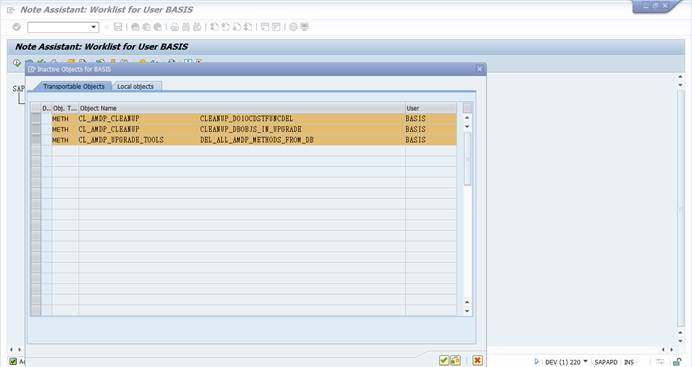 Note Assistant: Worklist for User BASIS
Note Assistant: Worklist for User BASIS
Inactive Objects for BASIS
SAP
Transportable Objects Local objects
D... Obj. T... Object Name User
METH CL_AMDP_CLEANUP CLEANUP_DO10CDSTFUNCDEL BASIS
METH CL_AMDP_CLEANUP CLEANUP_DBOBJS_IN_UPGRADE BASIS
METH CL_AMDP_UPGRADE_TOOLS DEL_ALL_AMDP_METHODS_FROM_DB BASIS
DEV (1) 220 SAPAPD INS